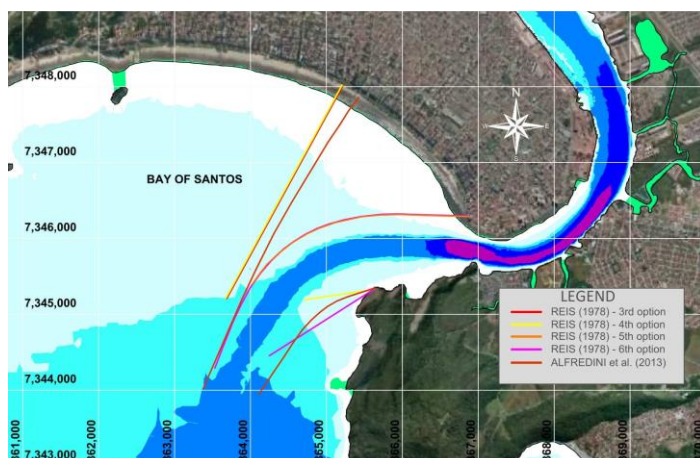 7,348,000
N
W E
S
7,347,000
BAY OF SANTOS
7,346,000
7,345,000
LEGEND
REIS (1978) - 3rd option
REIS (1978) - 4th option
REIS (1978) - 5th option
REIS (1978) - 6th option
ALFREDINI et al. (2013)
7,344,000
7,343,000
361,000
362,000
363,000
364,000
365,000
366,000
367,000
368,000
369,000